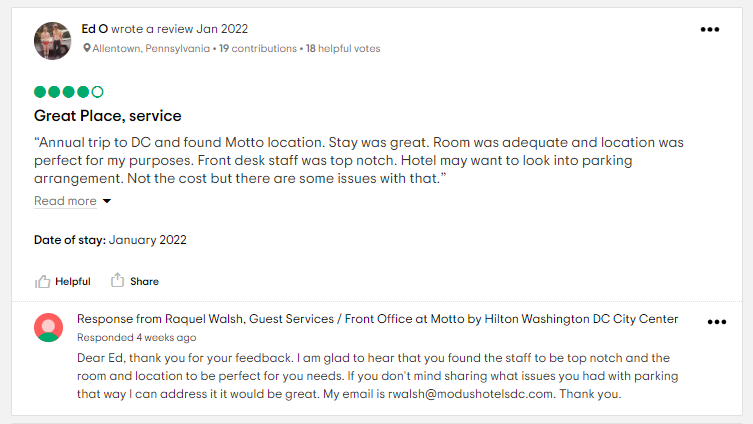 Ed O wrote a review Jan 2022
Allentown, Pennsylvania • 19 contributions • 18 helpful votes
Great Place, service
“Annual trip to DC and found Motto location. Stay was great. Room was adequate and location was
perfect for my purposes. Front desk staff was top notch. Hotel may want to look into parking
arrangement. Not the cost but there are some issues with that.”
Read more
Date of stay: January 2022
Helpful Share
Response from Raquel Walsh, Guest Services / Front Office at Motto by Hilton Washington DC City Center
Responded 4 weeks ago
Dear Ed, thank you for your feedback. I am glad to hear that you found the staff to be top notch and the
room and location to be perfect for you needs. If you don't mind sharing what issues you had with parking
that way I can address it it would be great. My email is rwalsh@modushotelsdc.com. Thank you.